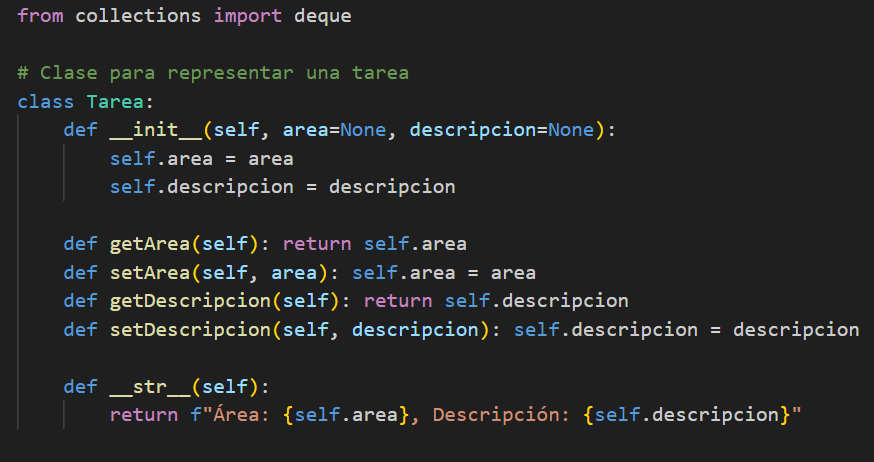 from collections import deque
# Clase para representar una tarea
class Tarea:
    def __init__(self, area=None, descripcion=None):
        self.area = area
        self.descripcion = descripcion
    def getArea(self): return self.area
    def setArea(self, area): self.area = area
    def getDescripcion(self): return self.descripcion
    def setDescripcion(self, descripcion): self.descripcion = descripcion
    def __str__(self):
        return f"Área: {self.area}, Descripción: {self.descripcion}"